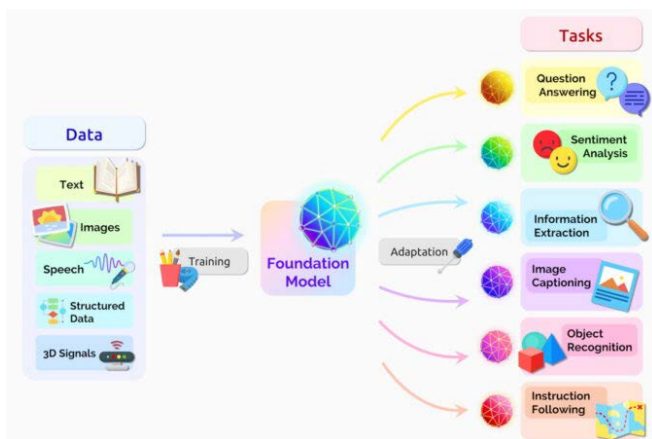 Data
Text
Images
Speech
Structured
Data
3D Signals
Training
Foundation
Model
Adaptation
Tasks
Question
Answering
?
Sentiment
Analysis
Information
Extraction
Image
Captioning
Object
Recognition
Instruction
Following